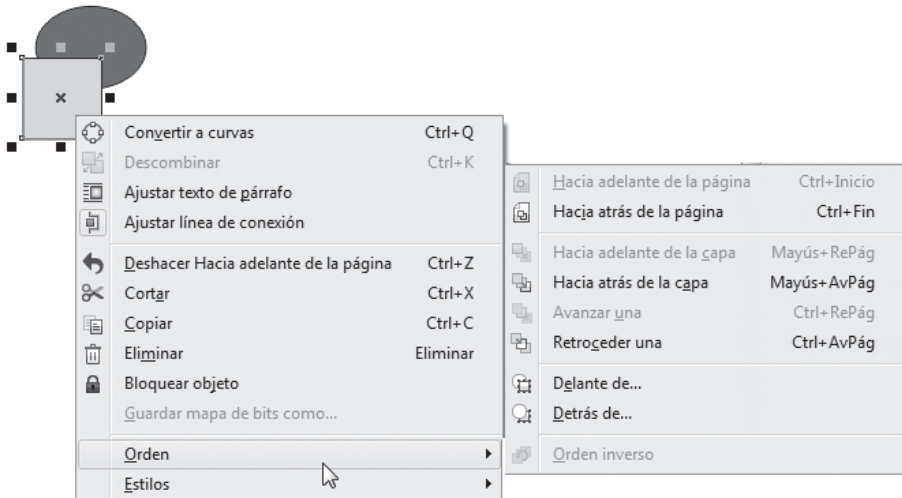 Convertir a curvas Ctrl+Q
Descombinar Ctrl+K
Ajustar texto de párrafo
Ajustar línea de conexión
Deshacer Hacia adelante de la página Ctrl+Z
Cortar Ctrl+X
Copiar Ctrl+C
Eliminar Eliminar
Bloquear objeto
Guardar mapa de bits como...
Orden
Estilos
Hacia adelante de la página Ctrl+Inicio
Hacia atrás de la página Ctrl+Fin
Hacia adelante de la capa Mayús+RePág
Hacia atrás de la capa Mayús+AvPág
Avanzar una Ctrl+RePág
Retroceder una Ctrl+AvPág
Delante de...
Detrás de...
Orden inverso